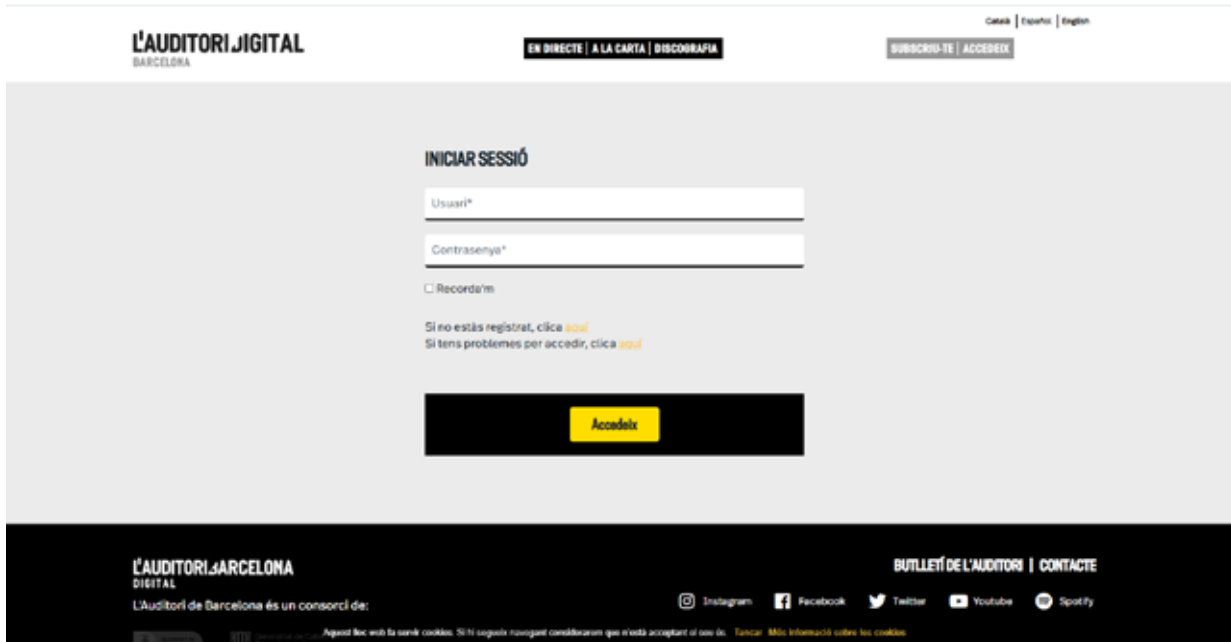 Català | Español | English
L'AUDITORI DIGITAL
BARCELONA
EN DIRECTE | A LA CARTA | DISCOGRAFIA
SUBSCRIU-TE | ACCEDEIX
INICIAR SESSIÓ
Usuari*
Contrasenya*
Recorda'm
Si no estàs registrat, clica aquí
Si tens problemes per accedir, clica aquí
Accedeix
L'AUDITORI BARCELONA
DIGITAL
BUTLLETÍ DE L'AUDITORI | CONTACTE
L'Auditori de Barcelona és un consorci de:
Instagram
Facebook
Twitter
Youtube
Spotify
Aquest lloc web fa servir cookies. Si hi segueix navegant considerarem que n'està acceptant el seu ús. Tancar Més informació sobre les cookies